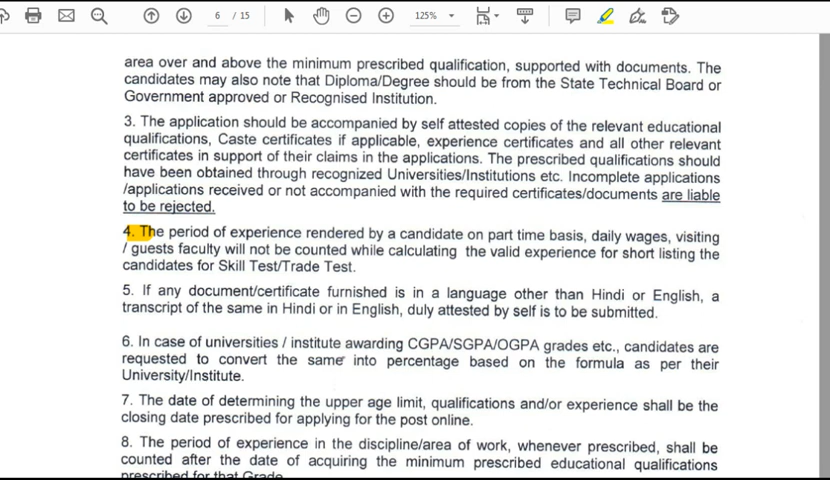 6 / 15
125%
area over and above the minimum prescribed qualification, supported with documents. The
candidates may also note that Diploma/Degree should be from the State Technical Board or
Government approved or Recognised Institution.
3. The application should be accompanied by self attested copies of the relevant educational
qualifications, Caste certificates if applicable, experience certificates and all other relevant
certificates in support of their claims in the applications. The prescribed qualifications should
have been obtained through recognized Universities/Institutions etc. Incomplete applications
/applications received or not accompanied with the required certificates/documents are liable
to be rejected.
4. The period of experience rendered by a candidate on part time basis, daily wages, visiting
/ guests faculty will not be counted while calculating the valid experience for short listing the
candidates for Skill Test/Trade Test.
5. If any document/certificate furnished is in a language other than Hindi or English, a
transcript of the same in Hindi or in English, duly attested by self is to be submitted.
6. In case of universities / institute awarding CGPA/SGPA/OGPA grades etc., candidates are
requested to convert the same into percentage based on the formula as per their
University/Institute.
7. The date of determining the upper age limit, qualifications and/or experience shall be the
closing date prescribed for applying for the post online.
8. The period of experience in the discipline/area of work, whenever prescribed, shall be
counted after the date of acquiring the minimum prescribed educational qualifications
prescribed for that Grade